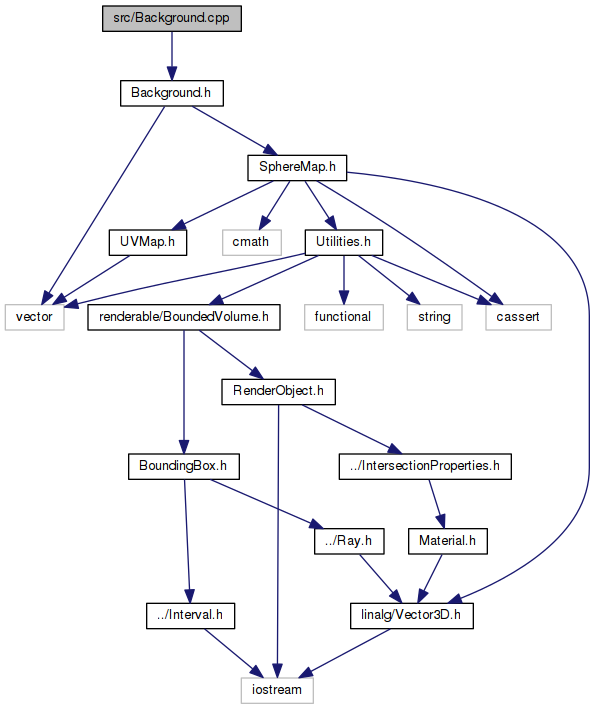 src/Background.cpp
Background.h
SphereMap.h
UVMap.h
cmath
Utilities.h
vector
renderable/BoundedVolume.h
functional
string
cassert
RenderObject.h
BoundingBox.h
../IntersectionProperties.h
../Ray.h
Material.h
../Interval.h
linalg/Vector3D.h
iostream